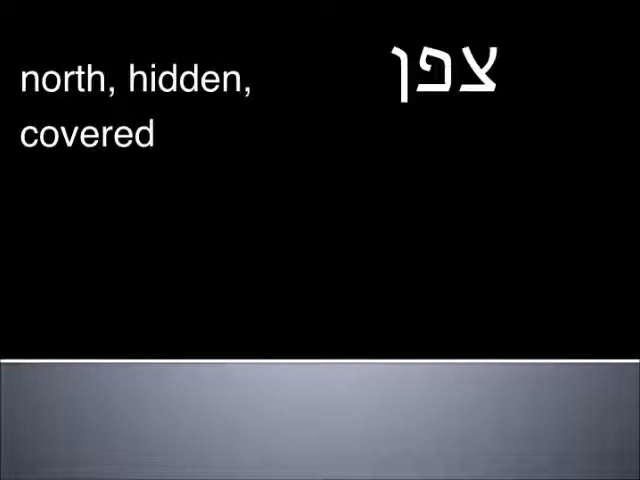 north, hidden,
covered
צפן